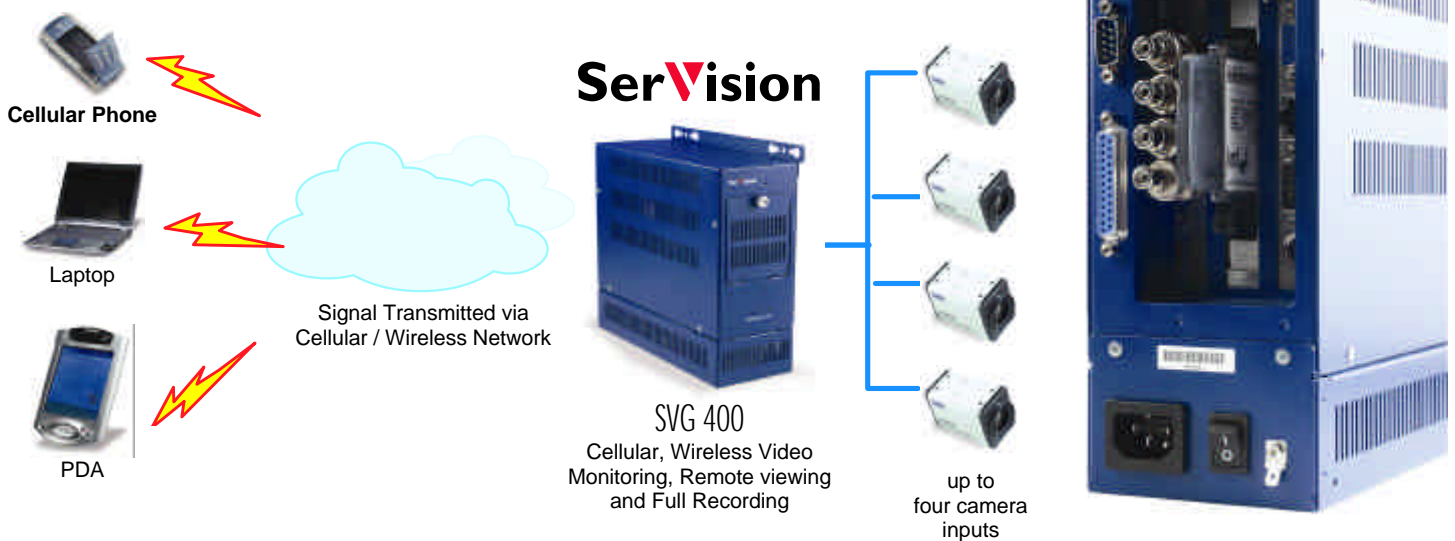 Cellular Phone
Laptop
PDA
Signal Transmitted via
Cellular / Wireless Network
SerVision
SVG 400
Cellular, Wireless Video
Monitoring, Remote viewing
and Full Recording
up to
four camera
inputs